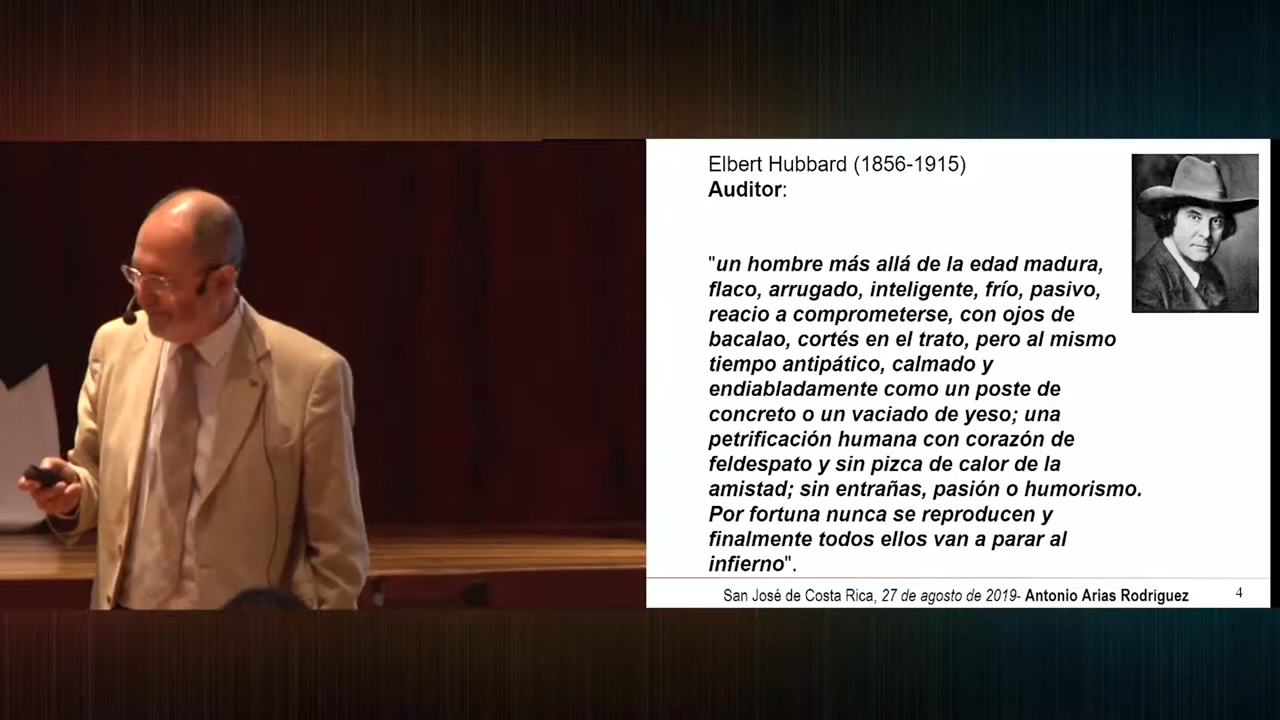 Elbert Hubbard (1856-1915)
Auditor:
"un hombre más allá de la edad madura,
flaco, arrugado, inteligente, frío, pasivo,
reacio a comprometerse, con ojos de
bacalao, cortés en el trato, pero al mismo
tiempo antipático, calmado y
endiabladamente como un poste de
concreto o un vaciado de yeso; una
petrificación humana con corazón de
feldespato y sin pizca de calor de la
amistad; sin entrañas, pasión o humorismo.
Por fortuna nunca se reproducen y
finalmente todos ellos van a parar al
infierno".
San José de Costa Rica, 27 de agosto de 2019- Antonio Arias Rodríguez
4